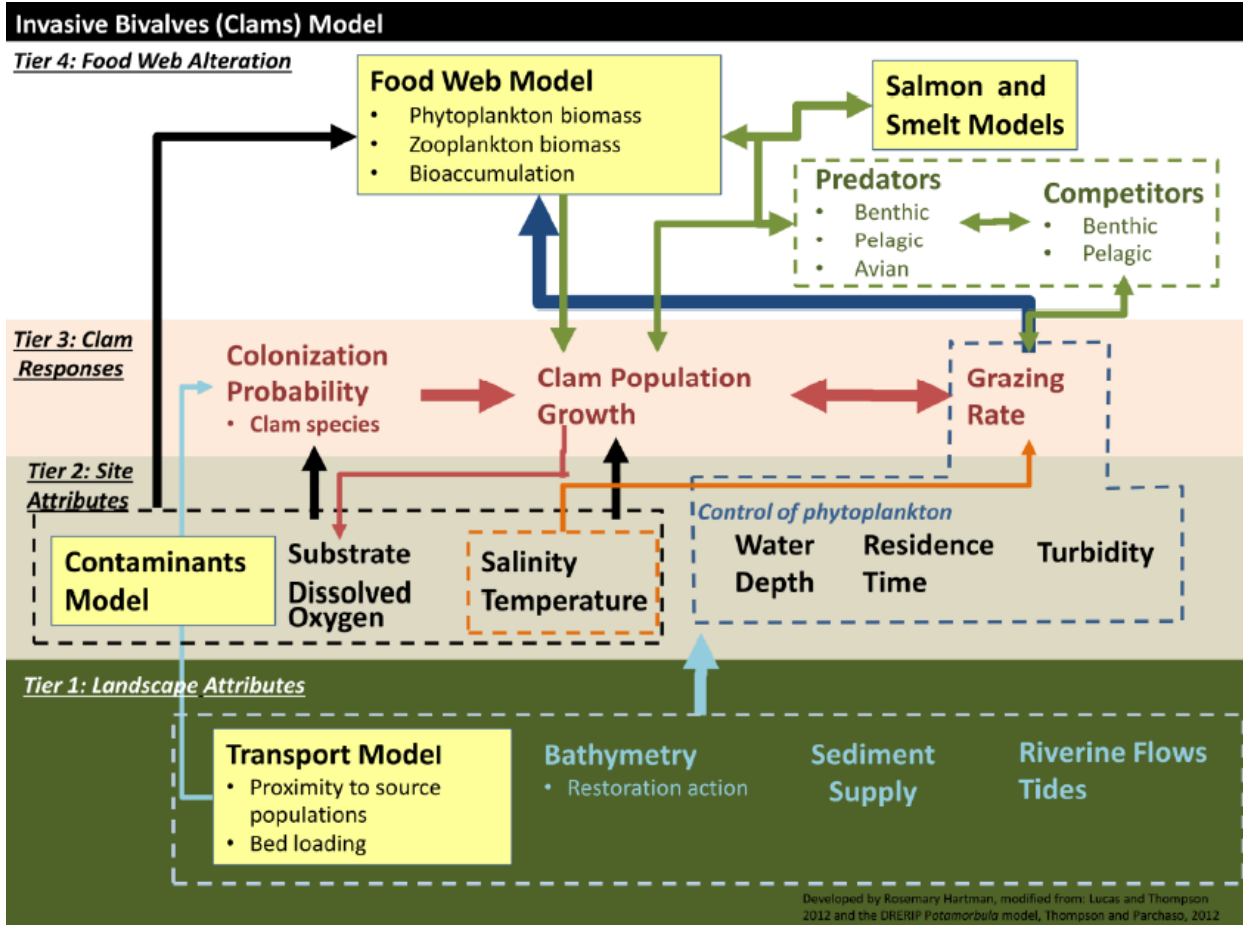 Invasive Bivalves (Clams) Model
Tier 4: Food Web Alteration
Food Web Model
• Phytoplankton biomass
• Zooplankton biomass
• Bioaccumulation
Salmon and
Smelt Models
Predators
• Benthic
• Pelagic
• Avian
Competitors
• Benthic
• Pelagic
Tier 3: Clam
Responses
Colonization
Probability
• Clam species
Clam Population
Growth
Grazing
Rate
Tier 2: Site
Attributes
Contaminants
Model
Substrate
Dissolved
Oxygen
Salinity
Temperature
Control of phytoplankton
Water
Depth
Residence
Time
Turbidity
Tier 1: Landscape Attributes
Transport Model
• Proximity to source
populations
• Bed loading
Bathymetry
• Restoration action
Sediment
Supply
Riverine Flows
Tides
Developed by Rosemary Hartman, modified from: Lucas and Thompson
2012 and the DRERIP Potamorbula model, Thompson and Parchaso, 2012